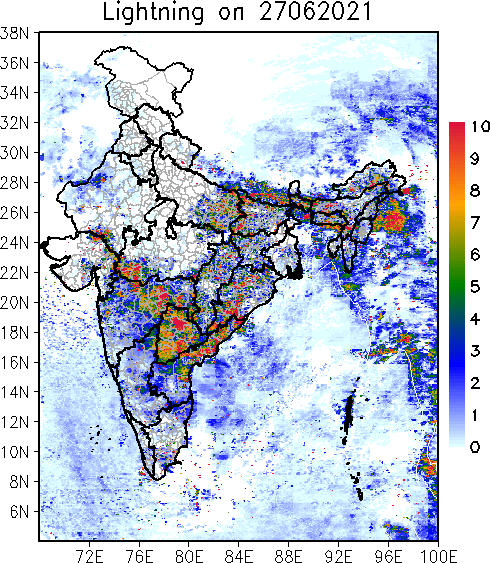 Lightning on 27062021
38N
36N
34N
32N
30N
28N
26N
24N
22N
20N
18N
16N
14N
12N
10N
8N
6N
72E 76E 80E 84E 88E 92E 96E 100E
10
9
8
7
6
5
4
3
2
1
0